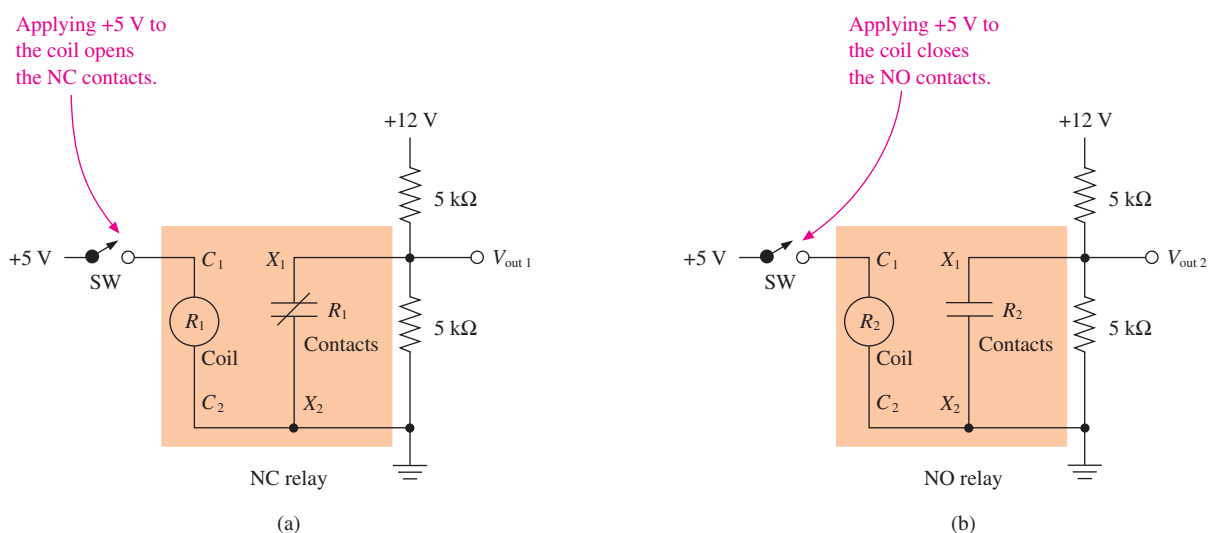 Applying +5 V to
the coil opens
the NC contacts.
+12 V
5 kΩ
+5 V
SW
C1
X1
Vout 1
R1
R1
5 kΩ
Coil
Contacts
C2
X2
NC relay
(a)
Applying +5 V to
the coil closes
the NO contacts.
+12 V
5 kΩ
+5 V
SW
C1
X1
Vout 2
R2
R2
5 kΩ
Coil
Contacts
C2
X2
NO relay
(b)